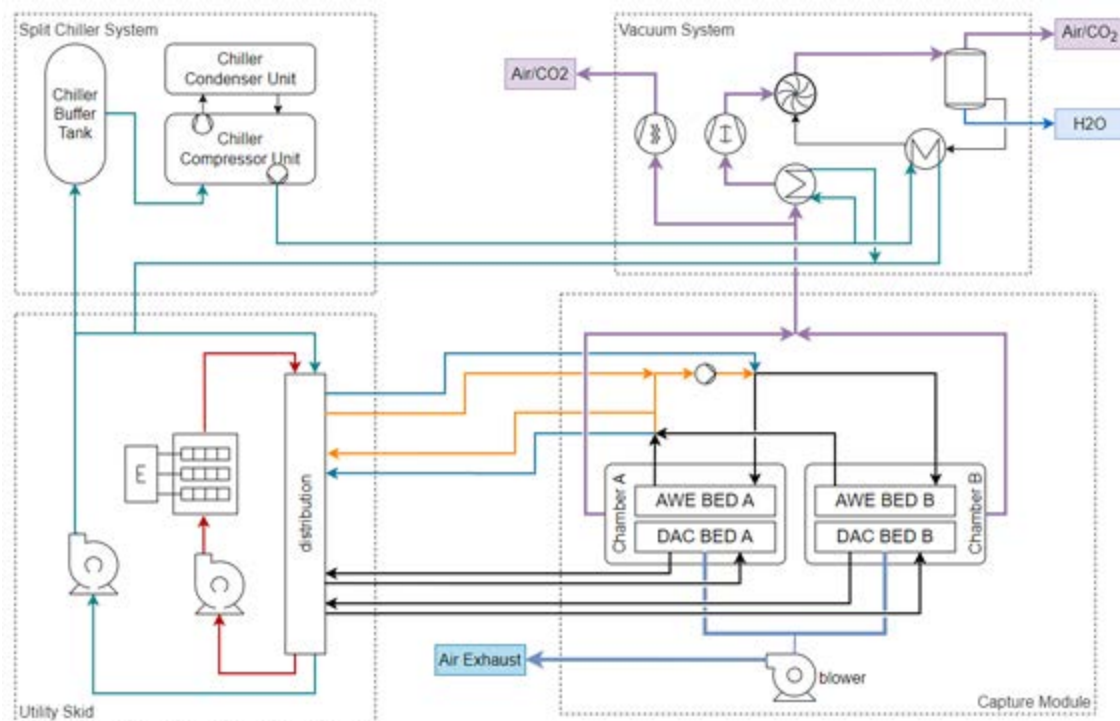 Split Chiller System
Chiller
Condenser Unit
Chiller
Buffer
Tank
Chiller
Compressor Unit
Vacuum System
Air/CO2
Air/CO2
H2O
Utility Skid
distribution
E
Chamber A
AWE BED A
DAC BED A
AWE BED B
DAC BED B
Chamber B
Air Exhaust
blower
Capture Module